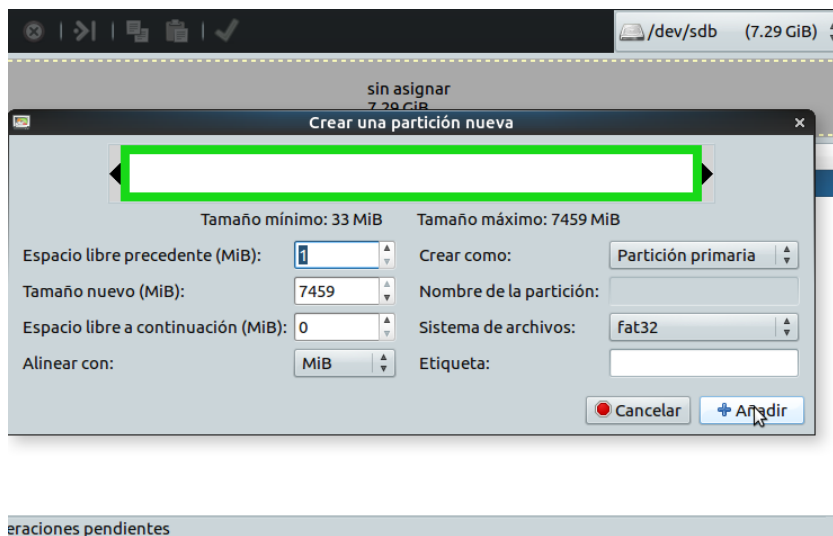 /dev/sdb (7.29 GiB)
sin asignar
7.29 GiB
Crear una partición nueva
Tamaño mínimo: 33 MiB Tamaño máximo: 7459 MiB
Espacio libre precedente (MiB): 1 Crear como: Partición primaria
Tamaño nuevo (MiB): 7459 Nombre de la partición:
Espacio libre a continuación (MiB): 0 Sistema de archivos: fat32
Alinear con: MiB Etiqueta:
Cancelar Añadir
eraciones pendientes